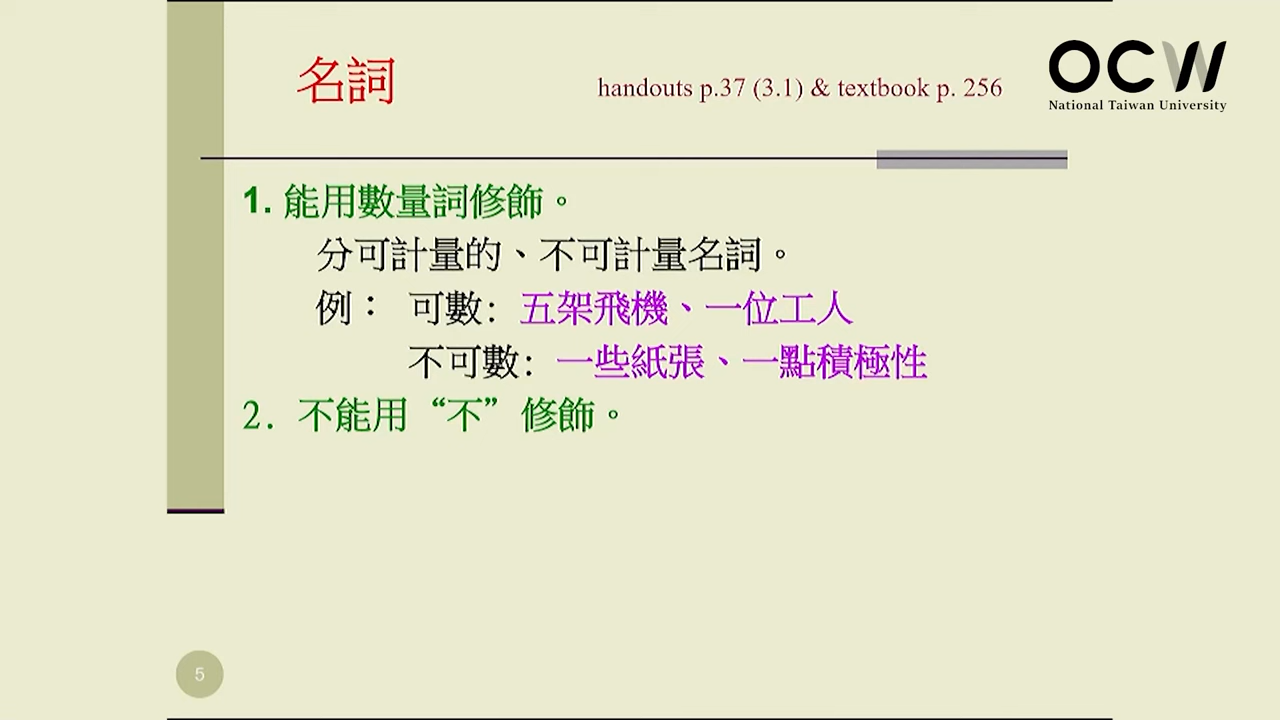 名詞
handouts p.37 (3.1) & textbook p. 256
OCW
National Taiwan University
1. 能用數量詞修飾。
分可計量的、不可計量名詞。
例： 可數: 五架飛機、一位工人
不可數: 一些紙張、一點積極性
2. 不能用“不”修飾。
5